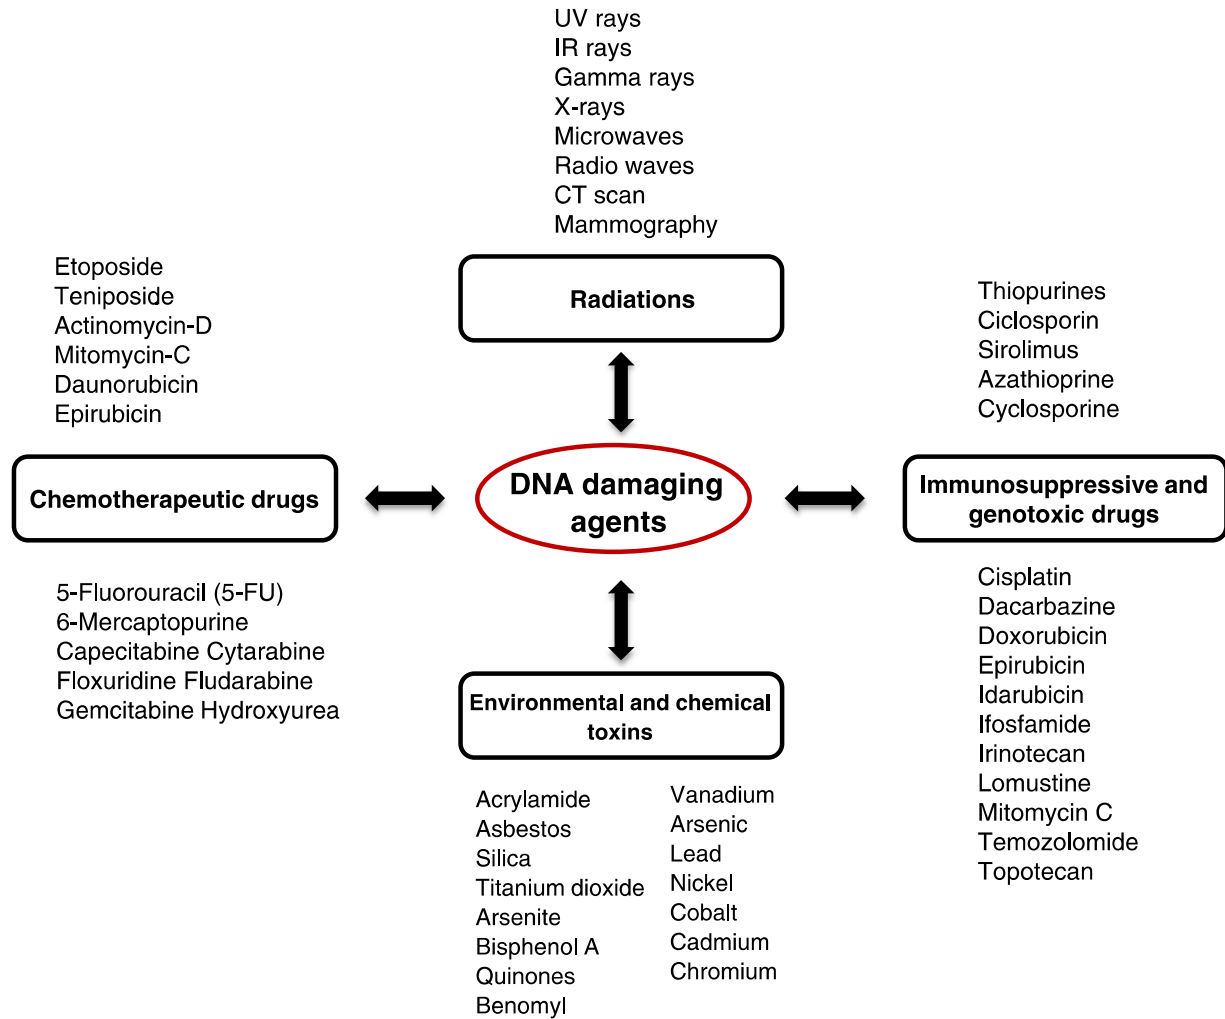 UV rays
IR rays
Gamma rays
X-rays
Microwaves
Radio waves
CT scan
Mammography
Radiations
Etoposide
Teniposide
Actinomycin-D
Mitomycin-C
Daunorubicin
Epirubicin
Chemotherapeutic drugs
5-Fluorouracil (5-FU)
6-Mercaptopurine
Capecitabine Cytarabine
Floxuridine Fludarabine
Gemcitabine Hydroxyurea
DNA damaging
agents
Thiopurines
Ciclosporin
Sirolimus
Azathioprine
Cyclosporine
Immunosuppressive and
genotoxic drugs
Cisplatin
Dacarbazine
Doxorubicin
Epirubicin
Idarubicin
Ifosfamide
Irinotecan
Lomustine
Mitomycin C
Temozolomide
Topotecan
Environmental and chemical
toxins
Acrylamide
Asbestos
Silica
Titanium dioxide
Arsenite
Bisphenol A
Quinones
Benomyl
Vanadium
Arsenic
Lead
Nickel
Cobalt
Cadmium
Chromium